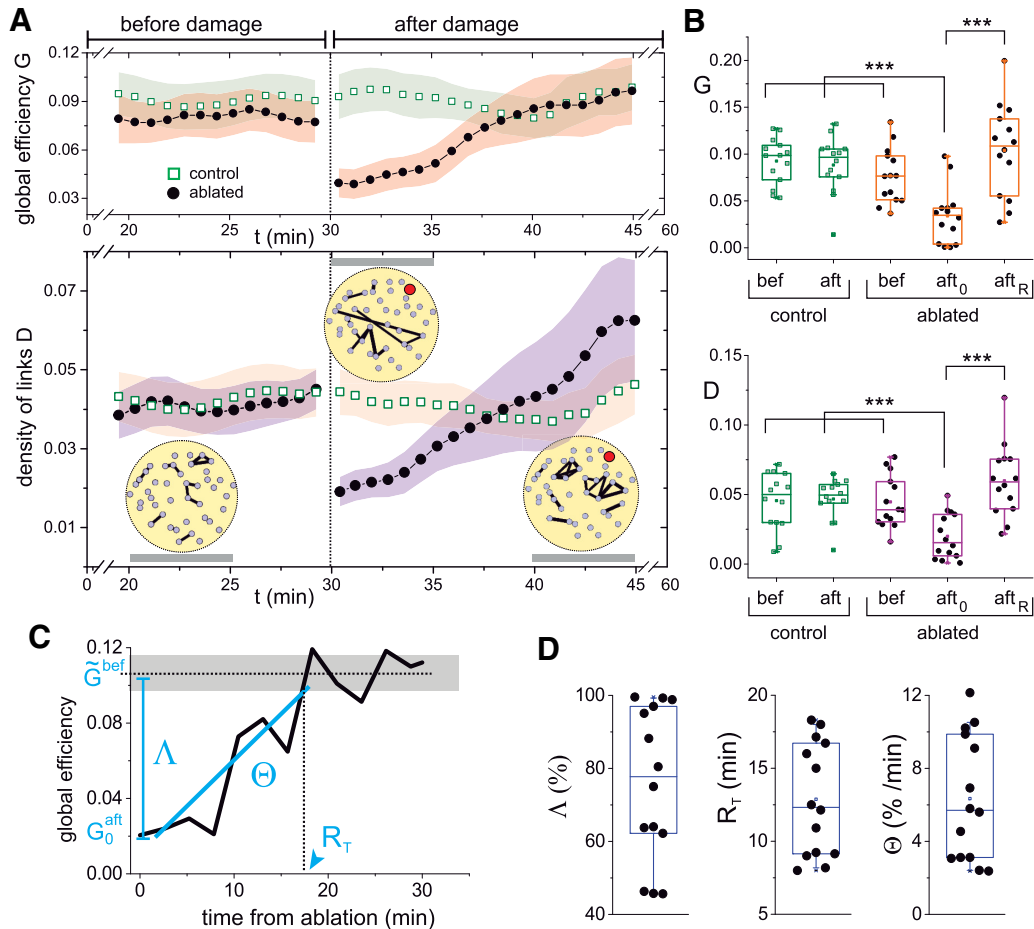 A
before damage
after damage
global efficiency G
0.12
0.09
0.06
0.03
control
ablated
0 20 25 30 35 40 45 60
t (min)
density of links D
0.07
0.05
0.03
0.01
0 20 25 30 35 40 45 60
t (min)
t (min)
B
G
0.20
0.15
0.10
0.05
0.00
***
***
bef aft bef aft0 aftR
control ablated
D
0.15
0.10
0.05
0.00
***
***
bef aft bef aft0 aftR
control ablated
C
global efficiency
0.12
0.08
0.04
0.00
G̃bef
G0aft
Λ
Θ
RT
0 10 20 30
time from ablation (min)
D
Λ (%)
100
80
60
40
RT (min)
20
15
10
5
Θ (% /min)
12
8
4
0